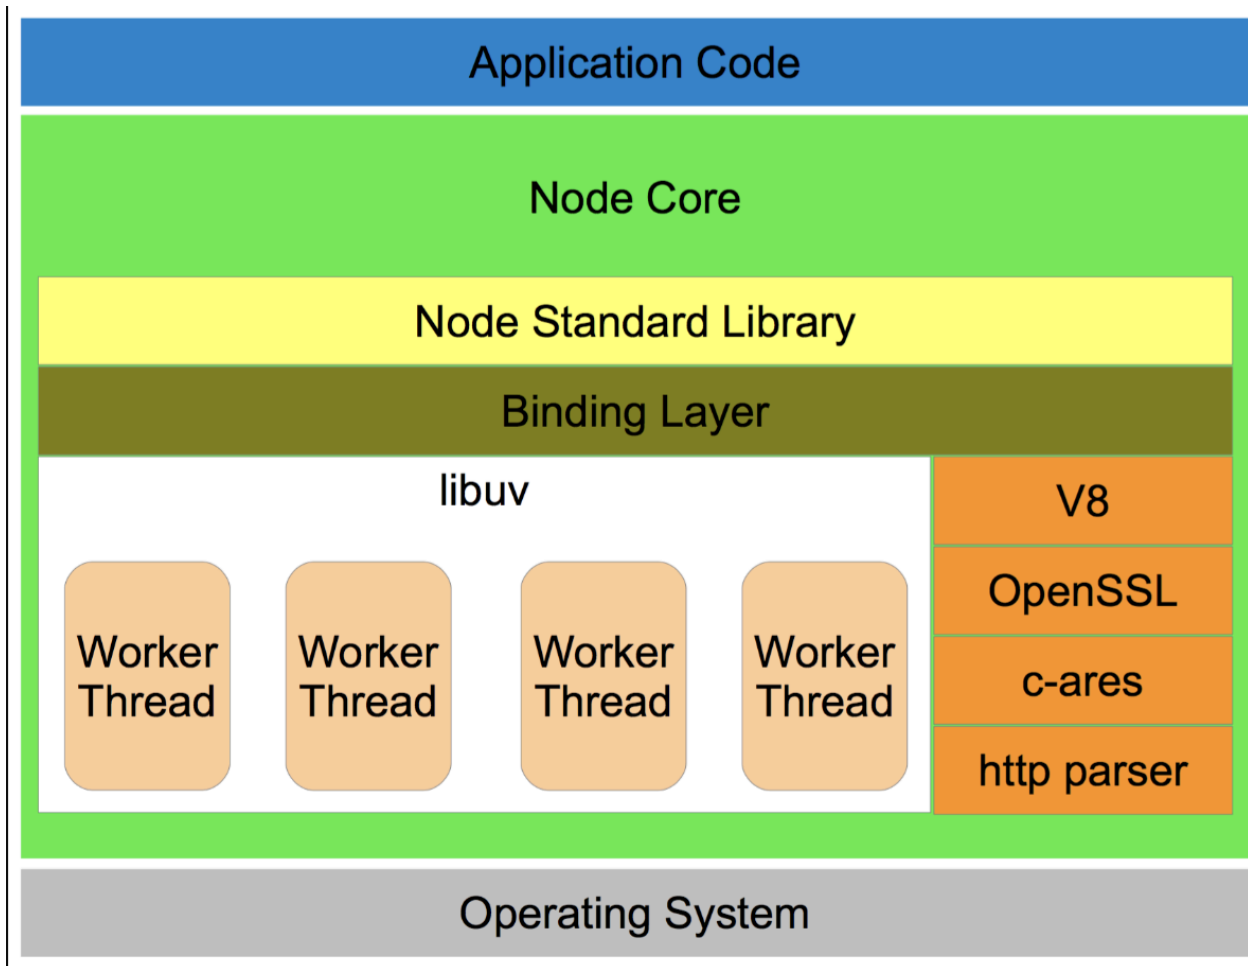 Application Code
Node Core
Node Standard Library
Binding Layer
libuv
Worker
Thread
Worker
Thread
Worker
Thread
Worker
Thread
V8
OpenSSL
c-ares
http parser
Operating System